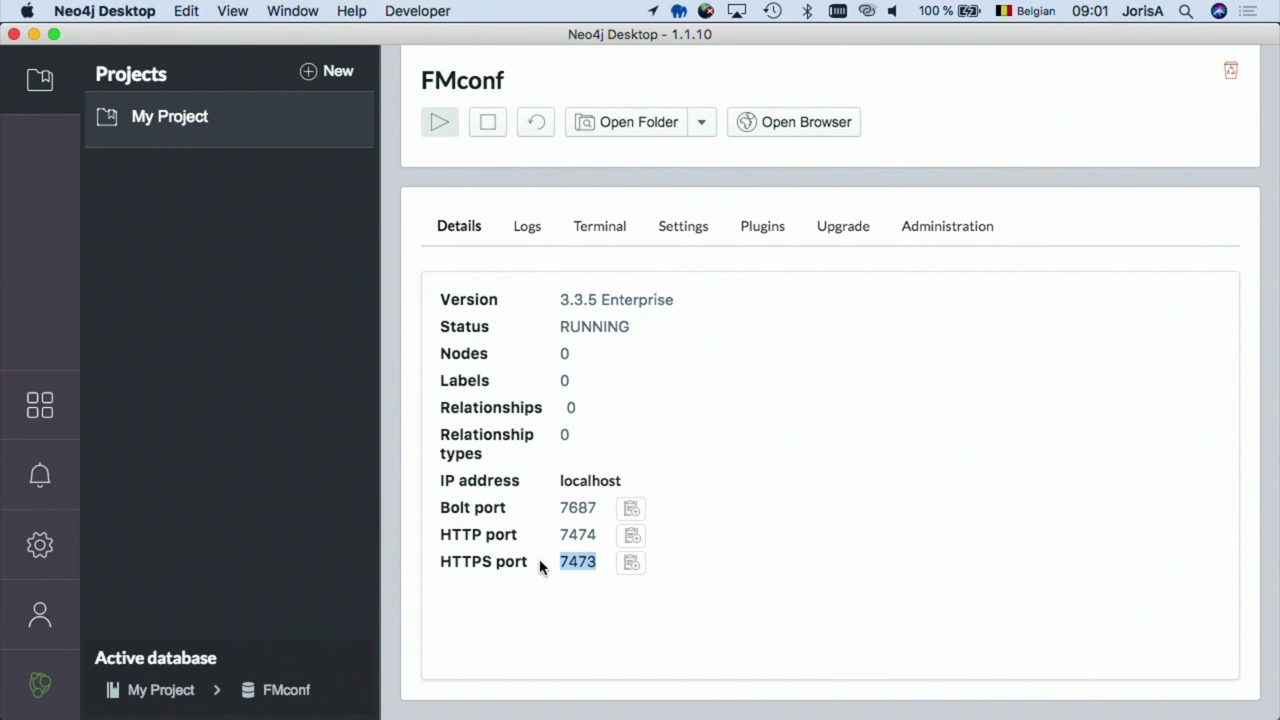 Neo4j Desktop Edit View Window Help Developer 100 % Belgian 09:01 JorisA
Neo4j Desktop - 1.1.10
Projects New
My Project
FMconf
Open Folder Open Browser
Details Logs Terminal Settings Plugins Upgrade Administration
Version 3.3.5 Enterprise
Status RUNNING
Nodes 0
Labels 0
Relationships 0
Relationship types 0
IP address localhost
Bolt port 7687
HTTP port 7474
HTTPS port 7473
Active database
My Project FMconf